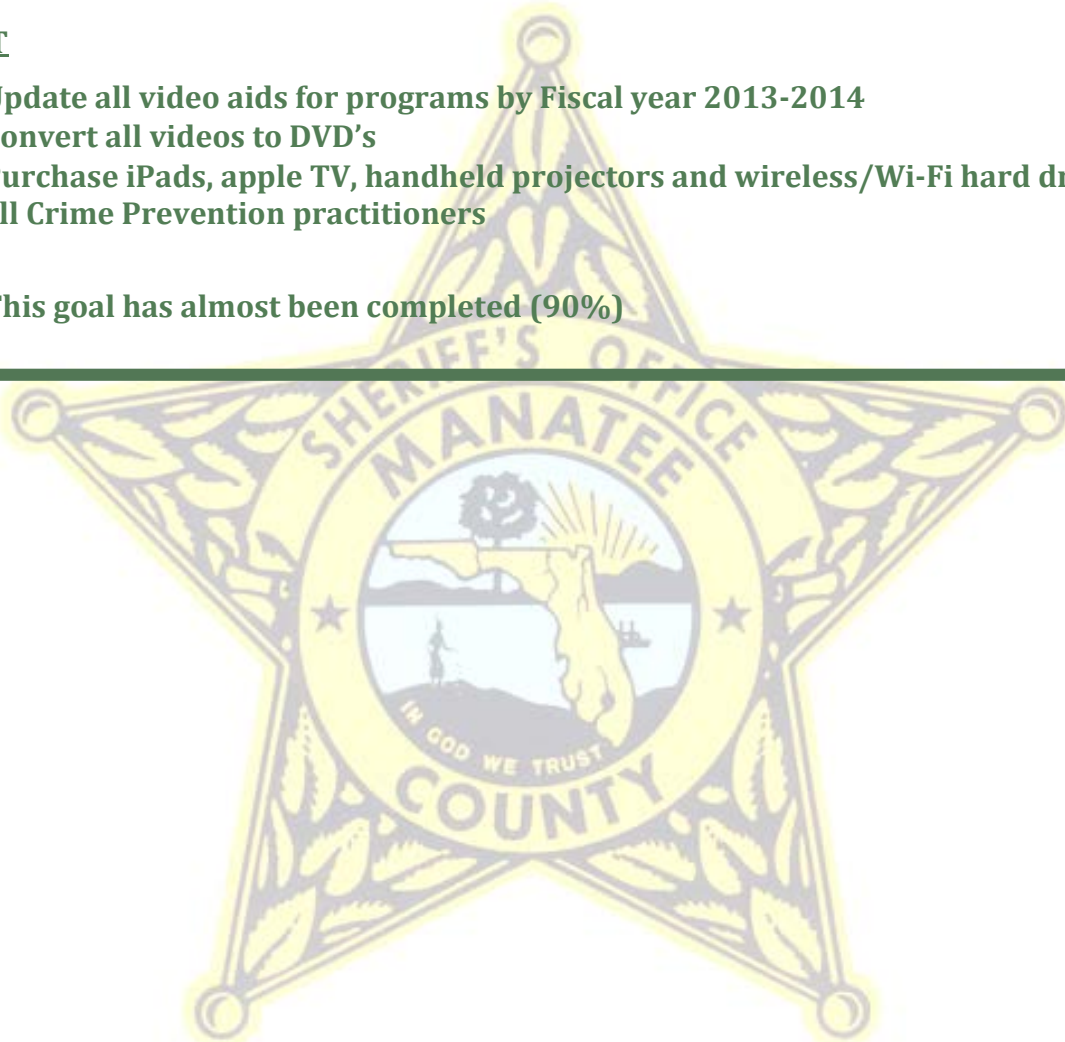 T
Update all video aids for programs by Fiscal year 2013-2014
onvert all videos to DVD's
urchase iPads, apple TV, handheld projectors and wireless/Wi-Fi hard dr
ll Crime Prevention practitioners
This goal has almost been completed (90%)
SHERIFF'S OFFICE
MANATEE
IN GOD WE TRUST
COUNTY